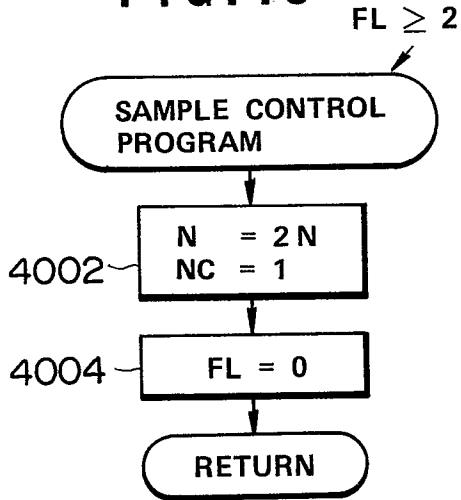 FL ≥ 2
SAMPLE CONTROL
PROGRAM
4002
N = 2N
NC = 1
4004
FL = 0
RETURN